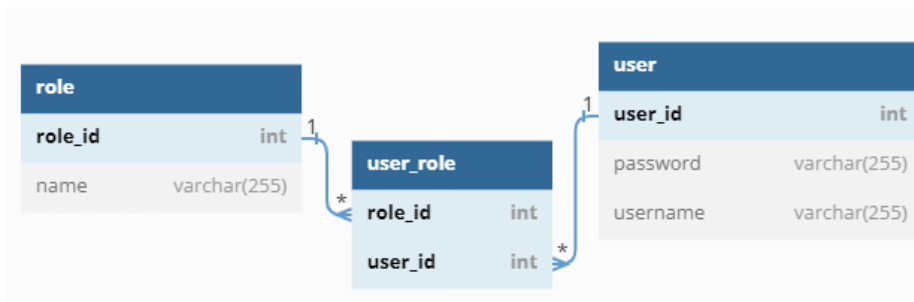 role
role_id int
name varchar(255)
1
*
user_role
role_id int
user_id int
*
1
user
user_id int
password varchar(255)
username varchar(255)